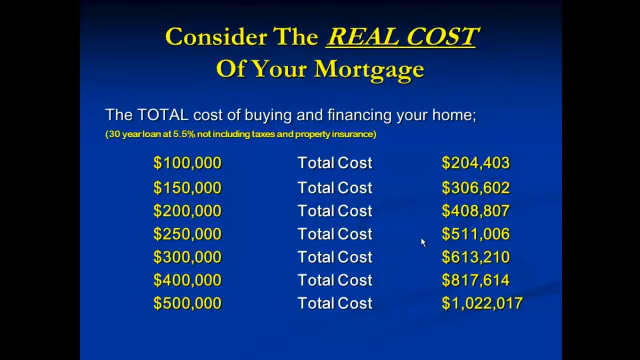 Consider The REAL COST
Of Your Mortgage
The TOTAL cost of buying and financing your home;
(30 year loan at 5.5% not including taxes and property insurance)
$100,000 Total Cost $204,403
$150,000 Total Cost $306,602
$200,000 Total Cost $408,807
$250,000 Total Cost $511,006
$300,000 Total Cost $613,210
$400,000 Total Cost $817,614
$500,000 Total Cost $1,022,017